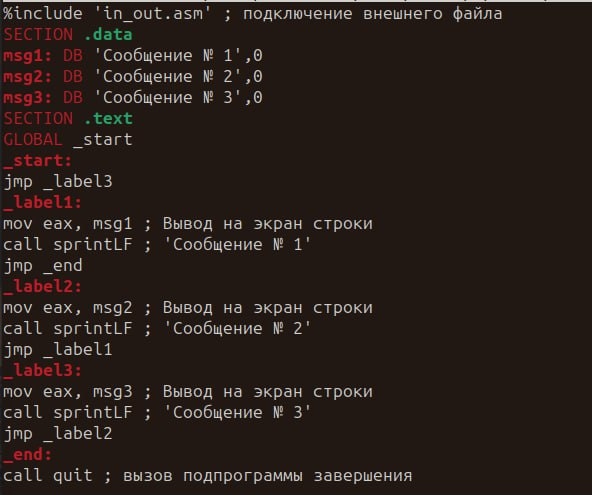 %include 'in_out.asm' ; подключение внешнего файла
SECTION .data
msg1: DB 'Сообщение № 1',0
msg2: DB 'Сообщение № 2',0
msg3: DB 'Сообщение № 3',0
SECTION .text
GLOBAL _start
_start:
jmp _label3
_label1:
mov eax, msg1 ; Вывод на экран строки
call sprintLF ; 'Сообщение № 1'
jmp _end
_label2:
mov eax, msg2 ; Вывод на экран строки
call sprintLF ; 'Сообщение № 2'
jmp _label1
_label3:
mov eax, msg3 ; Вывод на экран строки
call sprintLF ; 'Сообщение № 3'
jmp _label2
_end:
call quit ; вызов подпрограммы завершения